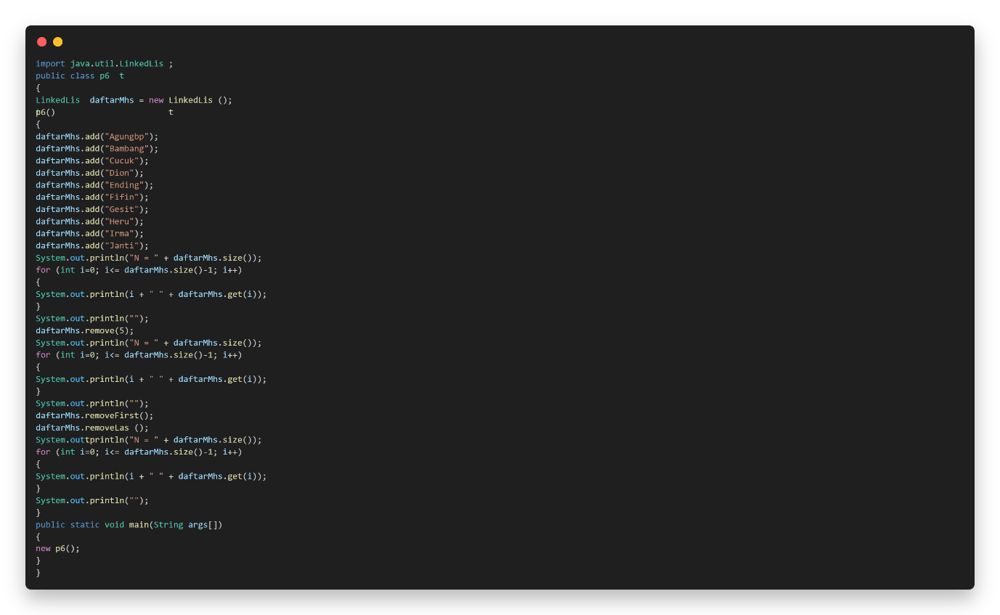 import java.util.LinkedLis ;
public class p6  t
{
LinkedLis  daftarMhs = new LinkedLis ();
p6()                       t
{
daftarMhs.add("Agungbp");
daftarMhs.add("Bambang");
daftarMhs.add("Cucuk");
daftarMhs.add("Dion");
daftarMhs.add("Ending");
daftarMhs.add("Fifin");
daftarMhs.add("Gesit");
daftarMhs.add("Heru");
daftarMhs.add("Irma");
daftarMhs.add("Janti");
System.out.println("N = " + daftarMhs.size());
for (int i=0; i<= daftarMhs.size()-1; i++)
{
System.out.println(i + " " + daftarMhs.get(i));
}
System.out.println("");
daftarMhs.remove(5);
System.out.println("N = " + daftarMhs.size());
for (int i=0; i<= daftarMhs.size()-1; i++)
{
System.out.println(i + " " + daftarMhs.get(i));
}
System.out.println("");
daftarMhs.removeFirst();
daftarMhs.removeLas ();
System.outtprintln("N = " + daftarMhs.size());
for (int i=0; i<= daftarMhs.size()-1; i++)
{
System.out.println(i + " " + daftarMhs.get(i));
}
System.out.println("");
}
public static void main(String args[])
{
new p6();
}
}